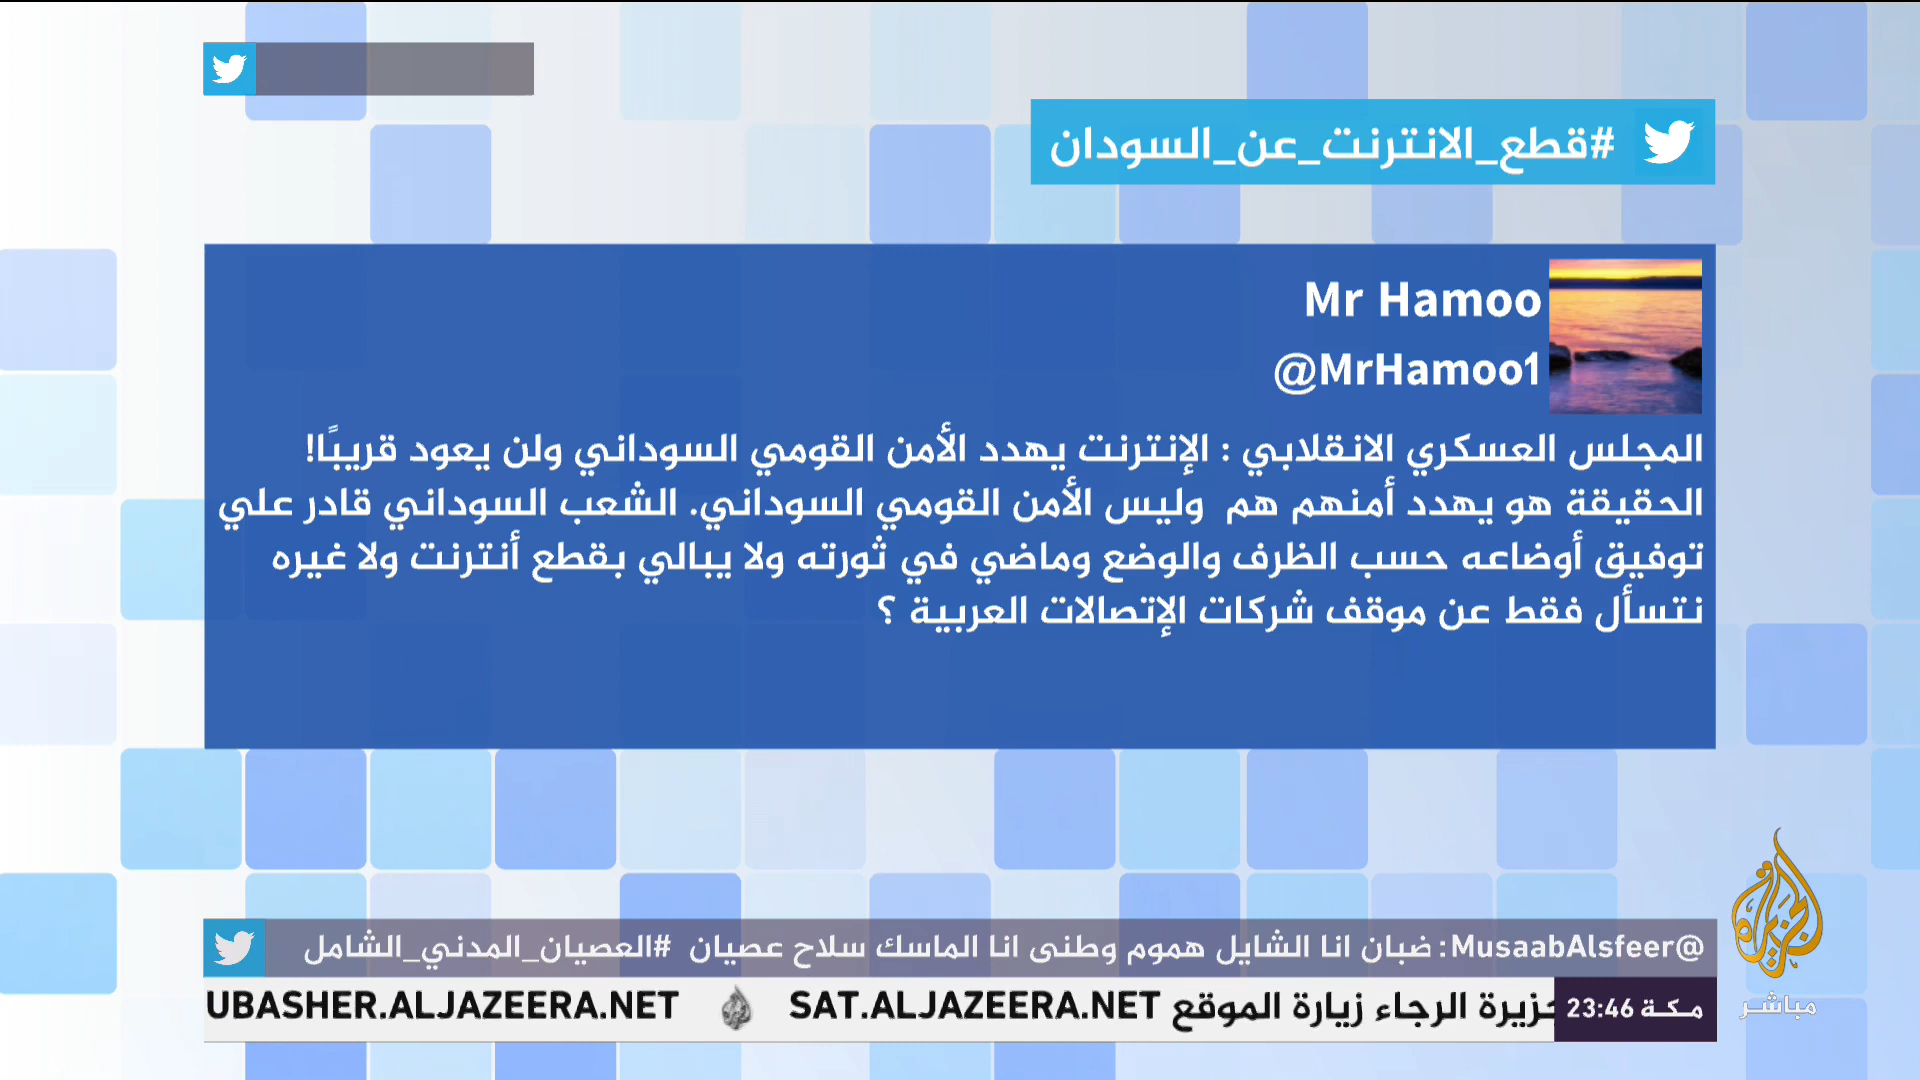 #قطع_الانترنت_عن_السودان
Mr Hamoo
@MrHamoo1
المجلس العسكري الانقلابي : الإنترنت يهدد الأمن القومي السوداني ولن يعود قريبًا!
الحقيقة هو يهدد أمنهم هم  وليس الأمن القومي السوداني. الشعب السوداني قادر علي
توفيق أوضاعه حسب الظرف والوضع وماضي في ثورته ولا يبالي بقطع أنترنت ولا غيره
نتسأل فقط عن موقف شركات الإتصالات العربية ؟
@MusaabAlsfeer: ضبان انا الشايل هموم وطنى انا الماسك سلاح عصيان  #العصيان_المدني_الشامل
مكة 23:46
جزيرة الرجاء زيارة الموقع SAT.ALJAZEERA.NET UBASHER.ALJAZEERA.NET
الجزيرة
مباشر